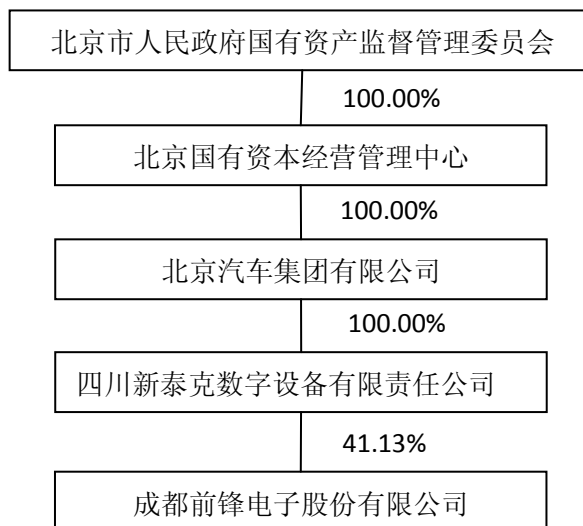 北京市人民政府国有资产监督管理委员会
100.00%
北京国有资本经营管理中心
100.00%
北京汽车集团有限公司
100.00%
四川新泰克数字设备有限责任公司
41.13%
成都前锋电子股份有限公司